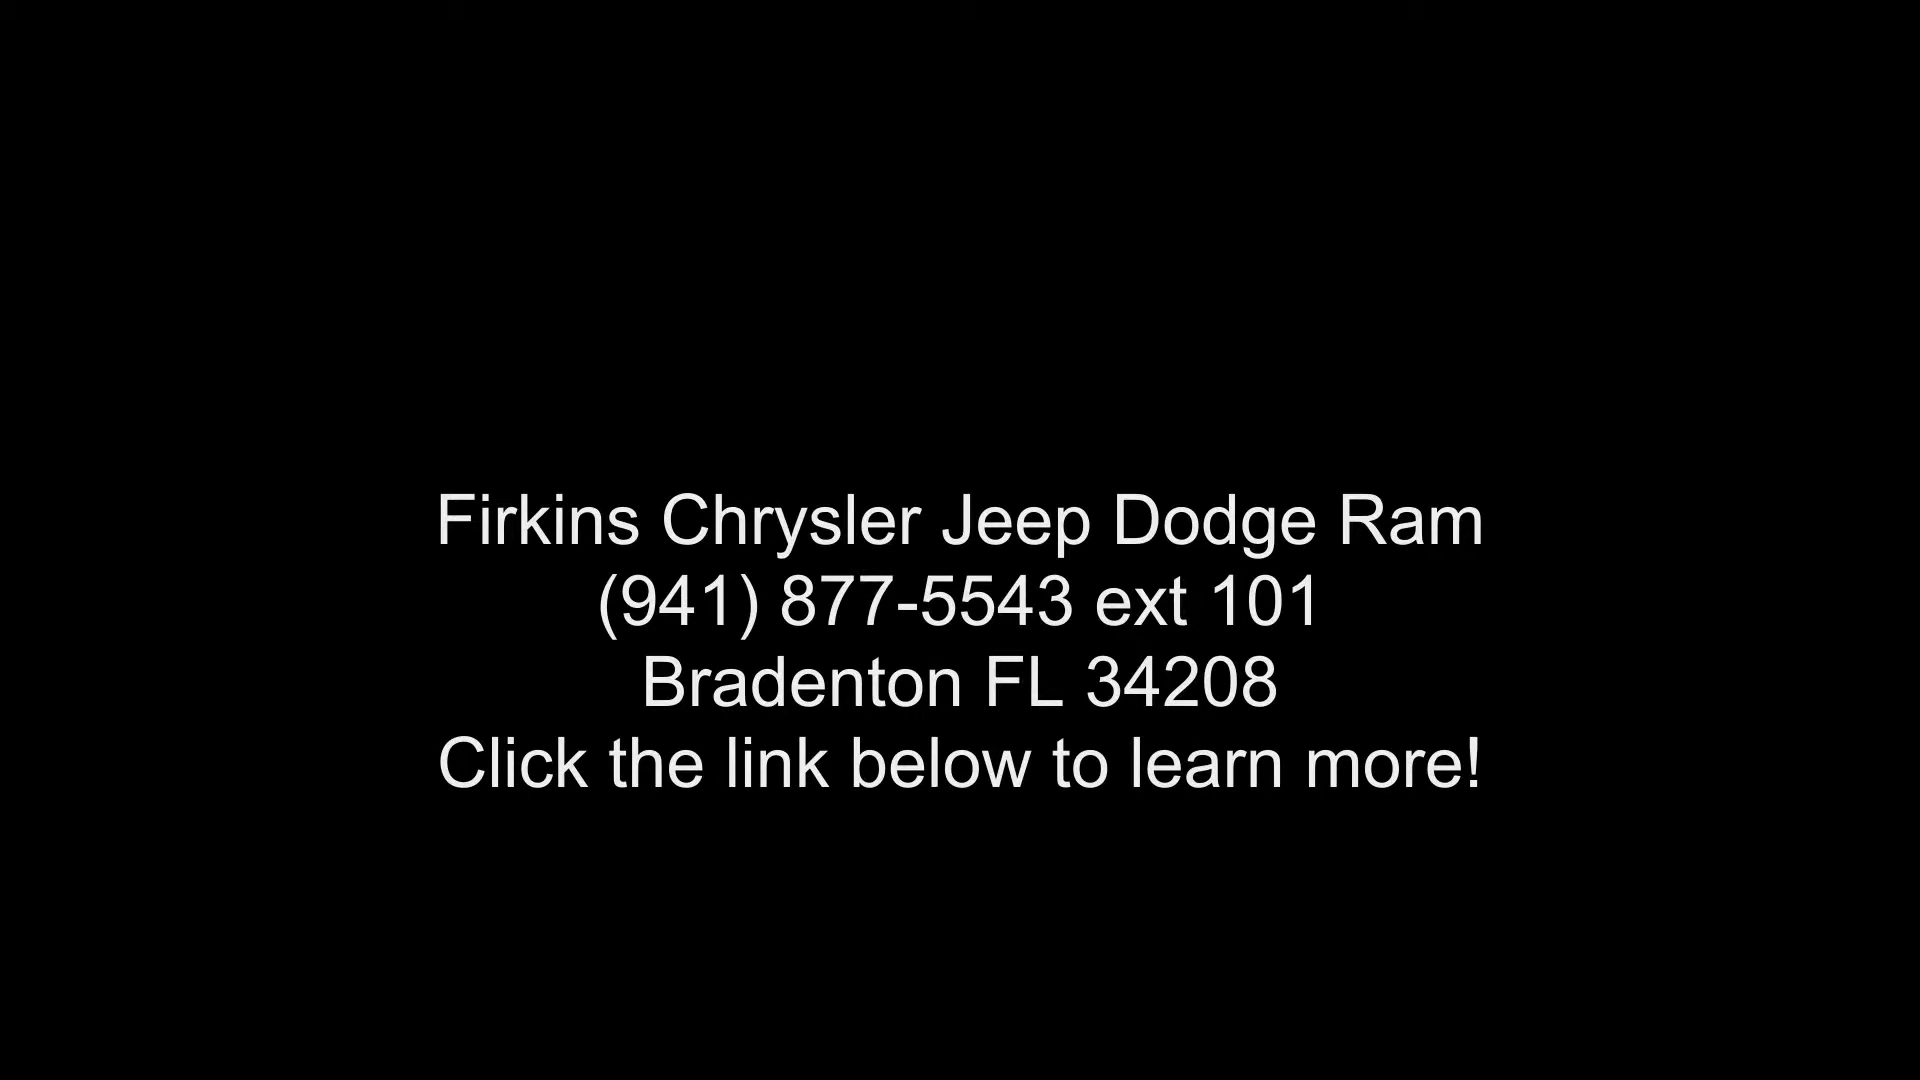 Firkins Chrysler Jeep Dodge Ram
(941) 877-5543 ext 101
Bradenton FL 34208
Click the link below to learn more!